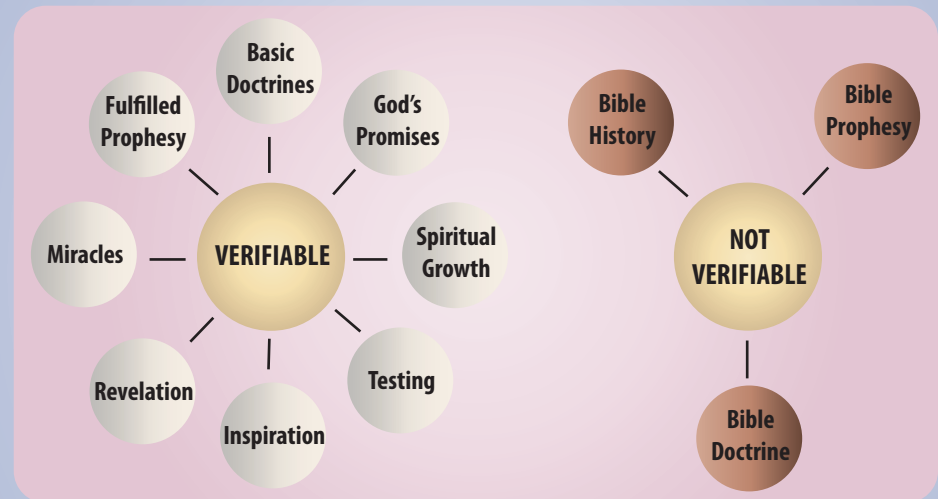 Basic
Doctrines
Fulfilled
Prophesy
God's
Promises
Miracles
VERIFIABLE
Spiritual
Growth
Revelation
Inspiration
Testing
Bible
History
Bible
Prophesy
NOT
VERIFIABLE
Bible
Doctrine